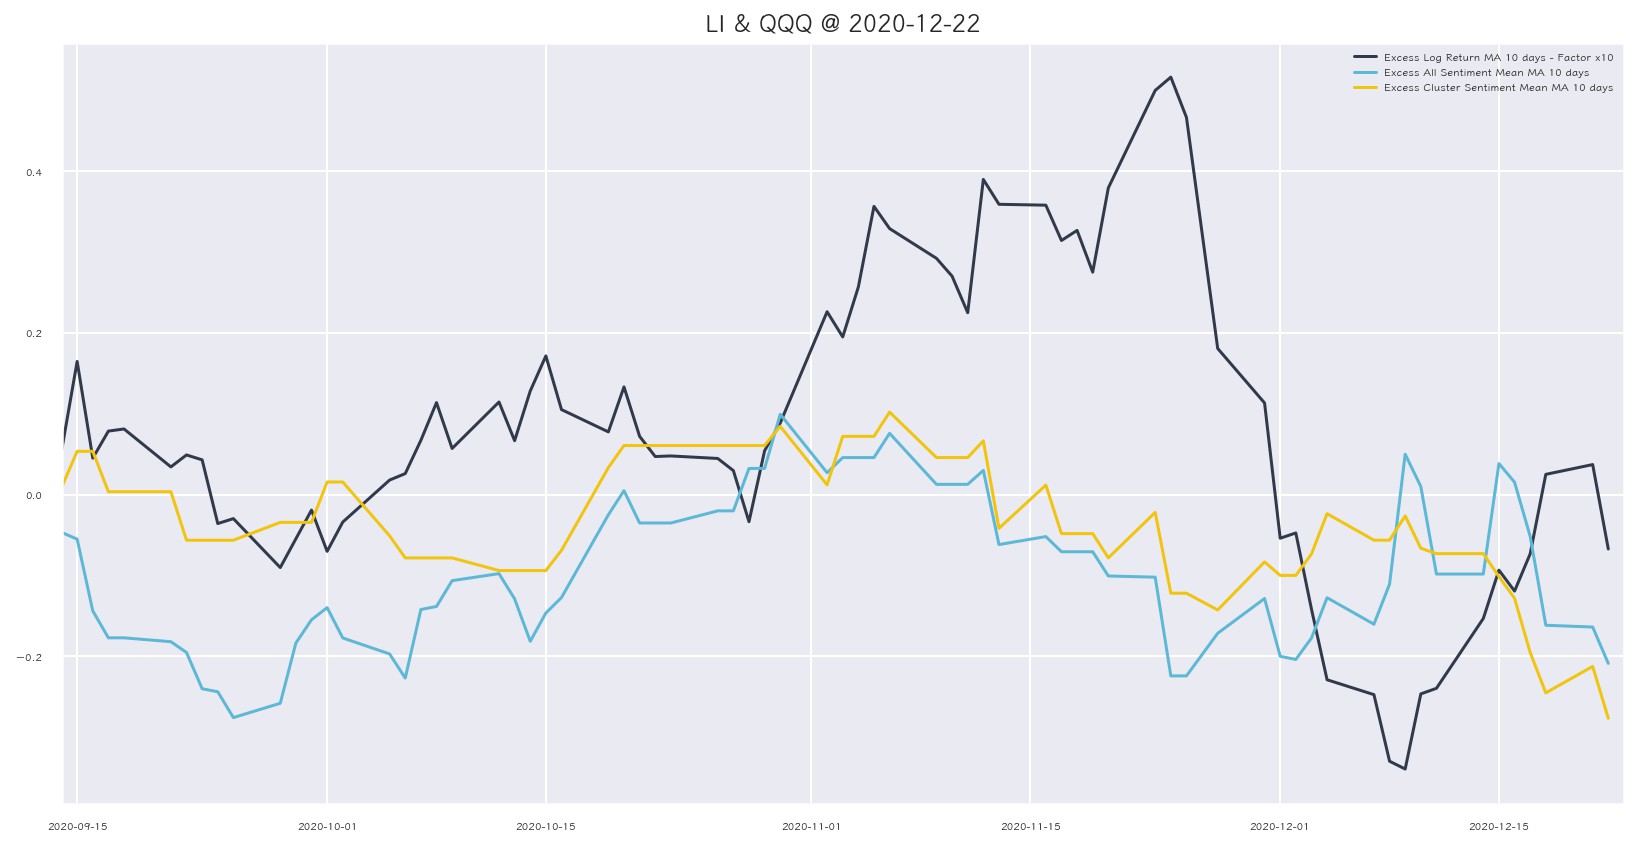 LI & QQQ @ 2020-12-22
Excess Log Return MA 10 days - Factor x10
Excess All Sentiment Mean MA 10 days
Excess Cluster Sentiment Mean MA 10 days
0.4
0.2
0.0
−0.2
2020-09-15 2020-10-01 2020-10-15 2020-11-01 2020-11-15 2020-12-01 2020-12-15